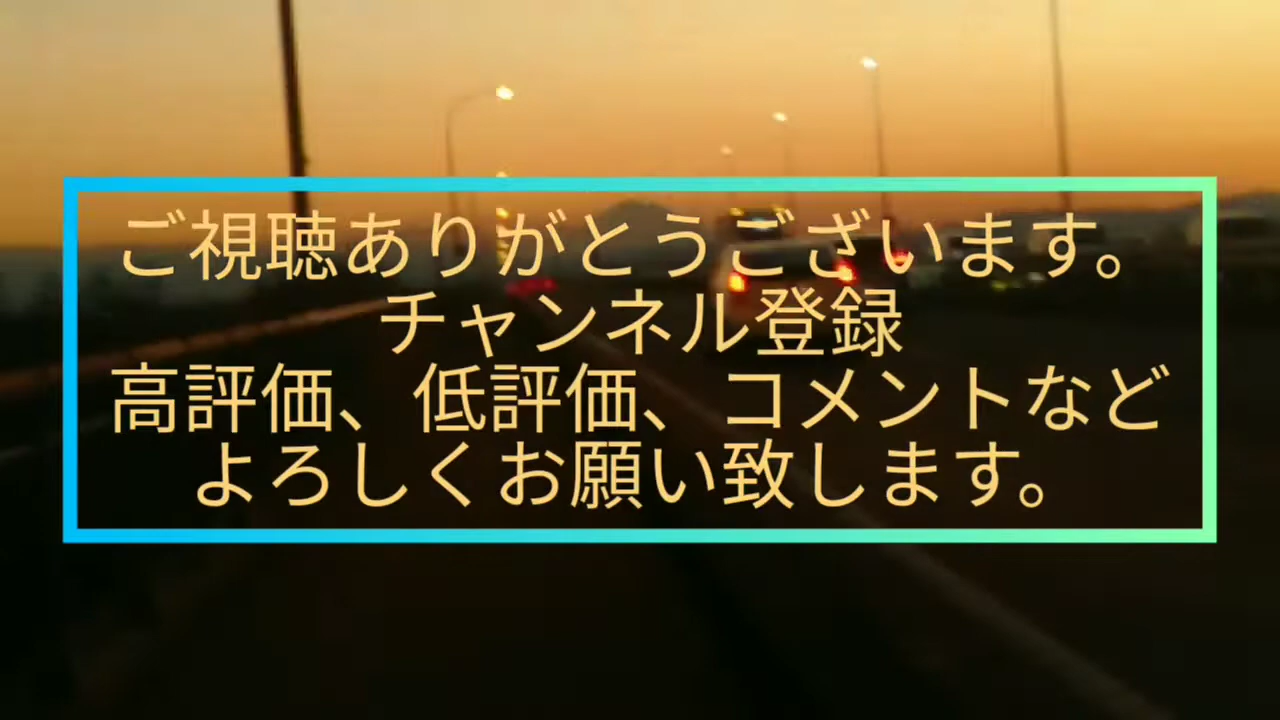 ご視聴ありがとうございます。
チャンネル登録
高評価、低評価、コメントなど
よろしくお願い致します。